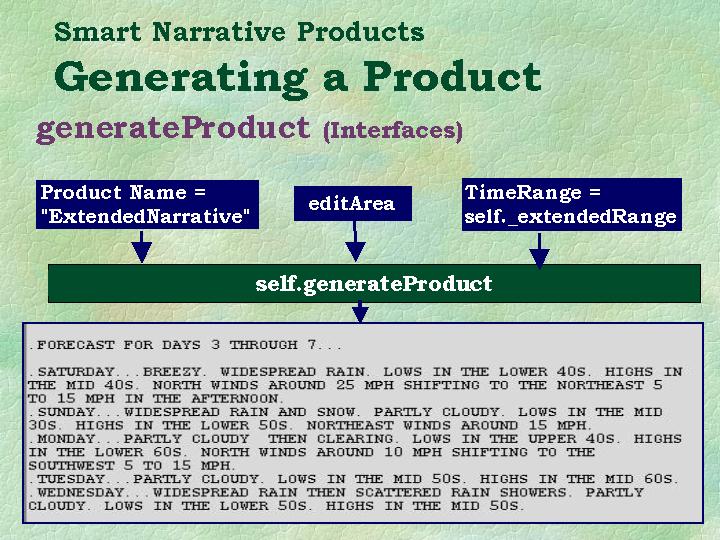 Smart Narrative Products
Generating a Product
generateProduct (Interfaces)
Product Name =
"ExtendedNarrative"
editArea
TimeRange =
self._extendedRange
self.generateProduct
.FORECAST FOR DAYS 3 THROUGH 7...
.SATURDAY...BREEZY. WIDESPREAD RAIN. LOWS IN THE LOWER 40S. HIGHS IN
THE MID 40S. NORTH WINDS AROUND 25 MPH SHIFTING TO THE NORTHEAST 5
TO 15 MPH IN THE AFTERNOON.
.SUNDAY...WIDESPREAD RAIN AND SNOW. PARTLY CLOUDY. LOWS IN THE MID
30S. HIGHS IN THE LOWER 50S. NORTHEAST WINDS AROUND 15 MPH.
.MONDAY...PARTLY CLOUDY  THEN CLEARING. LOWS IN THE UPPER 40S. HIGHS
IN THE LOWER 60S. NORTH WINDS AROUND 10 MPH SHIFTING TO THE
SOUTHWEST 5 TO 15 MPH.
.TUESDAY...PARTLY CLOUDY. LOWS IN THE MID 50S. HIGHS IN THE MID 60S.
.WEDNESDAY...WIDESPREAD RAIN THEN SCATTERED RAIN SHOWERS. PARTLY
CLOUDY. LOWS IN THE LOWER 50S. HIGHS IN THE MID 50S.